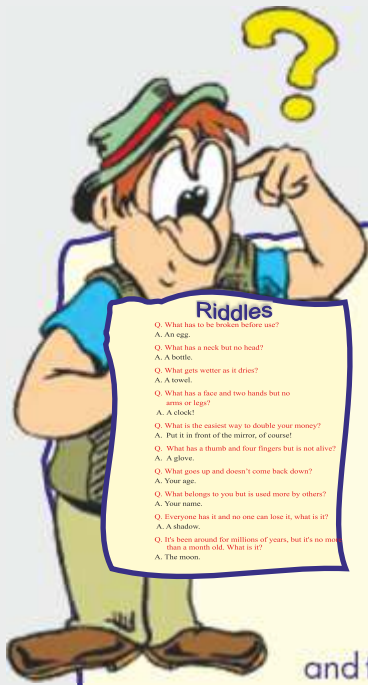 ?
Riddles
Q. What has to be broken before use?
A. An egg.
Q. What has a neck but no head?
A. A bottle.
Q. What gets wetter as it dries?
A. A towel.
Q. What has a face and two hands but no
arms or legs?
A. A clock!
Q. What is the easiest way to double your money?
A. Put it in front of the mirror, of course!
Q. What has a thumb and four fingers but is not alive?
A. A glove.
Q. What goes up and doesn't come back down?
A. Your age.
Q. What belongs to you but is used more by others?
A. Your name.
Q. Everyone has it and no one can lose it, what is it?
A. A shadow.
Q. It's been around for millions of years, but it's no mo
than a month old. What is it?
A. The moon.
and